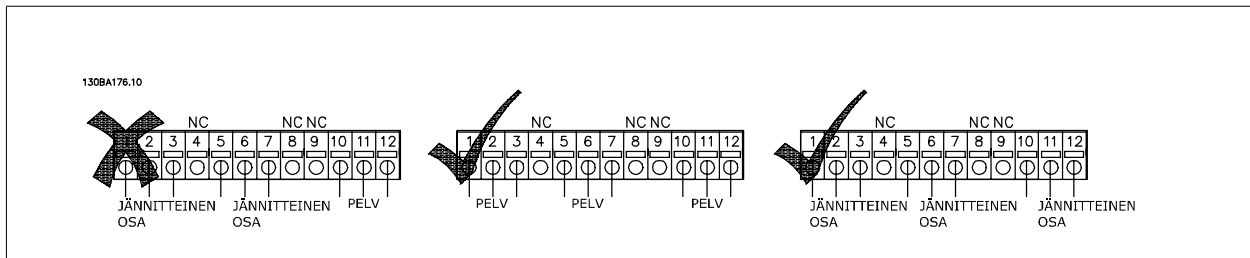 130BA176.10
NC NC NC
2 3 4 5 6 7 8 9 10 11 12
JÄNNITTEINEN OSA
JÄNNITTEINEN OSA
PELV
NC NC NC
1 2 3 4 5 6 7 8 9 10 11 12
PELV
PELV
PELV
NC NC NC
1 2 3 4 5 6 7 8 9 10 11 12
JÄNNITTEINEN OSA
JÄNNITTEINEN OSA
JÄNNITTEINEN OSA